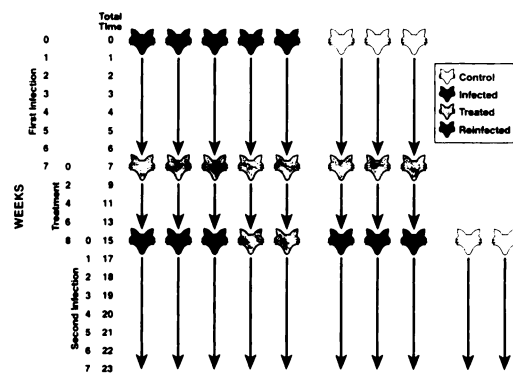 Total
Time
WEEKS
First Infection
Treatment
Second Infection
0 0
1 1
2 2
3 3
4 4
5 5
6 6
7 0 7
2 9
4 11
6 13
8 0 15
1 17
2 18
3 19
4 20
5 21
6 22
7 23
Control
Infected
Treated
Reinfected